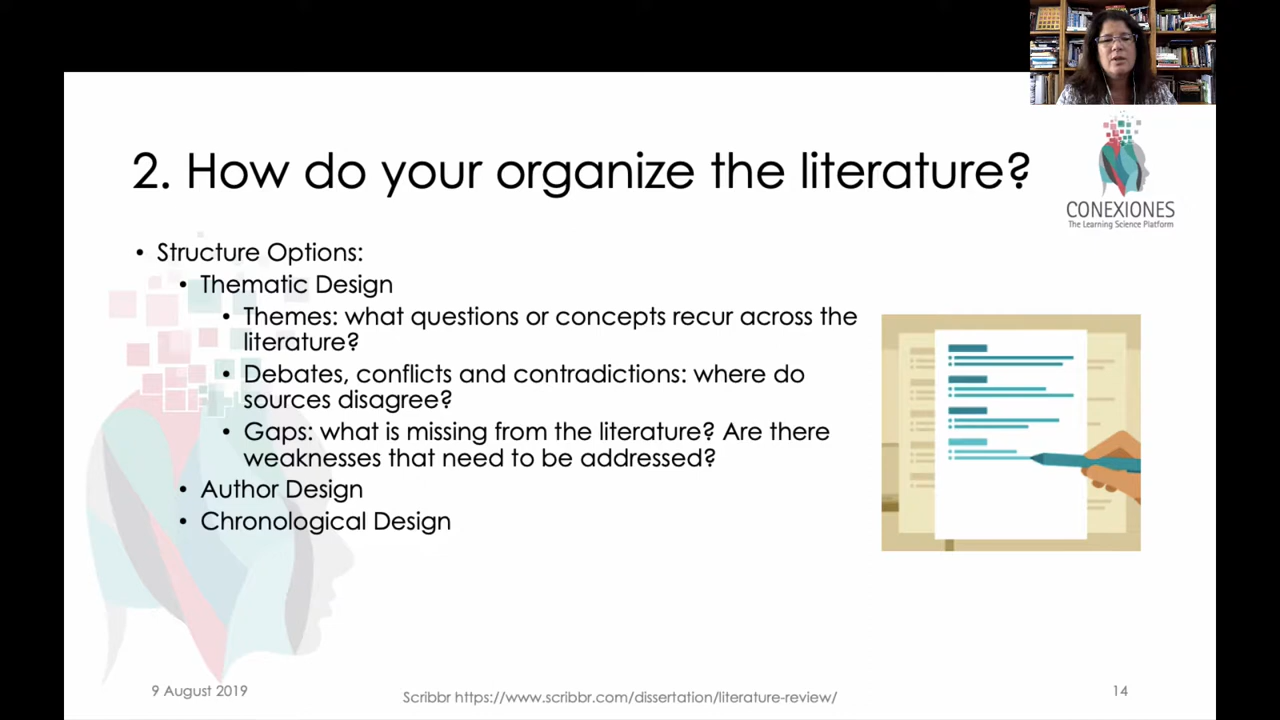 2. How do your organize the literature?
CONEXIONES
The Learning Science Platform
• Structure Options:
• Thematic Design
• Themes: what questions or concepts recur across the
literature?
• Debates, conflicts and contradictions: where do
sources disagree?
• Gaps: what is missing from the literature? Are there
weaknesses that need to be addressed?
• Author Design
• Chronological Design
9 August 2019
Scribbr https://www.scribbr.com/dissertation/literature-review/
14